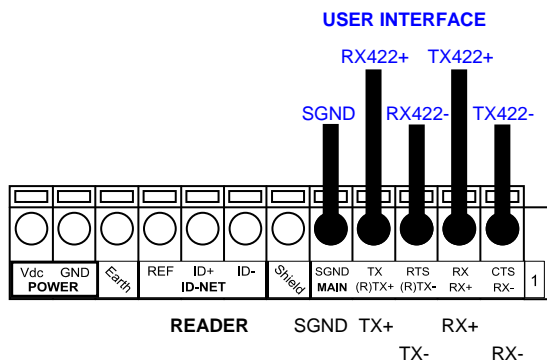 USER INTERFACE
RX422+ TX422+
SGND RX422- TX422-
Vdc GND Earth REF ID+ ID- Shield SGND TX RTS RX CTS
POWER ID-NET MAIN (R)TX+ (R)TX- RX+ RX- 1
READER SGND TX+ RX+
TX- RX-